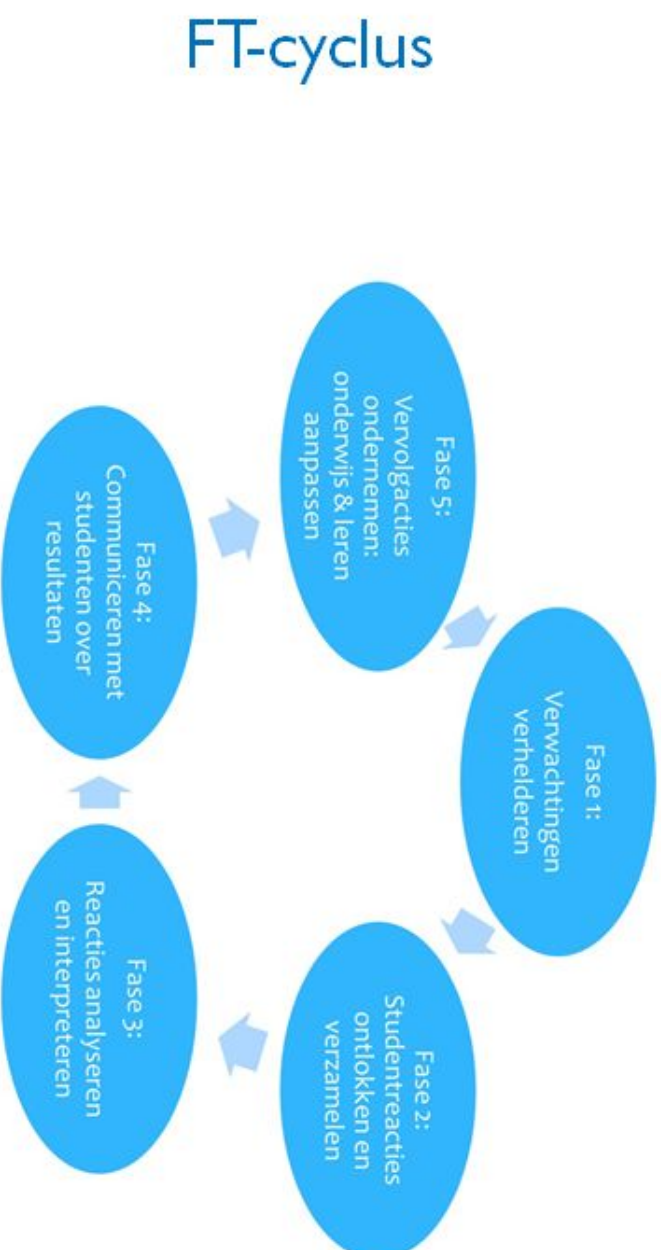 FT-cyclus
Fase 1:
Verwachtingen
verhelderen
Fase 2:
Studentreacties
ontlokken en
verzamelen
Fase 3:
Reacties analyseren
en interpreteren
Fase 4:
Communiceren met
studenten over
resultaten
Fase 5:
Vervolgacties
ondernemen:
onderwijs & leren
aanpassen